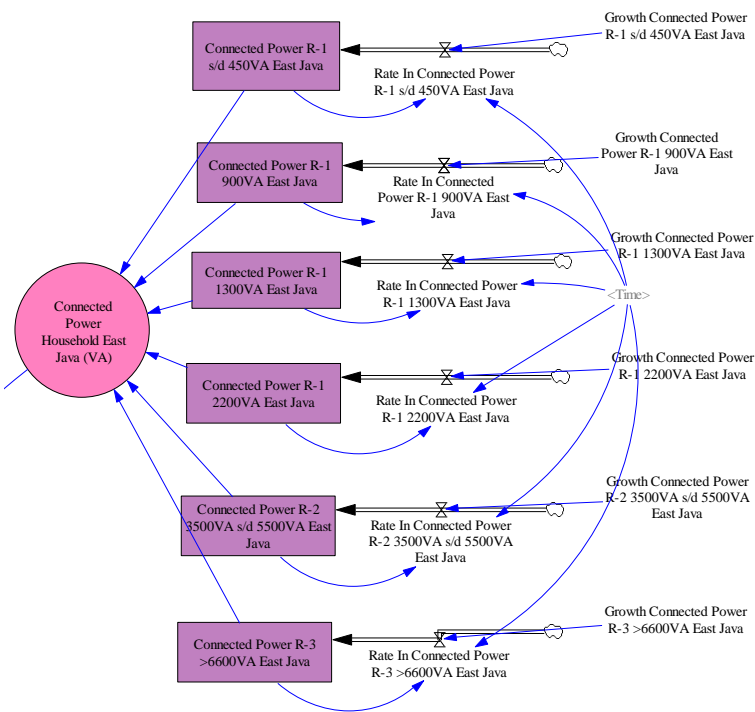 Growth Connected Power
R-1 s/d 450VA East Java
Connected Power R-1
s/d 450VA East Java
Rate In Connected Power
R-1 s/d 450VA East Java
Growth Connected
Power R-1 900VA East
Java
Connected Power R-1
900VA East Java
Rate In Connected
Power R-1 900VA East
Java
Growth Connected Power
R-1 1300VA East Java
Connected Power R-1
1300VA East Java
Rate In Connected Power
R-1 1300VA East Java
<Time>
Connected
Power
Household East
Java (VA)
Growth Connected Power
R-1 2200VA East Java
Connected Power R-1
2200VA East Java
Rate In Connected Power
R-1 2200VA East Java
Growth Connected Power
R-2 3500VA s/d 5500VA
East Java
Connected Power R-2
3500VA s/d 5500VA East
Java
Rate In Connected Power
R-2 3500VA s/d 5500VA
East Java
Growth Connected Power
R-3 >6600VA East Java
Connected Power R-3
>6600VA East Java
Rate In Connected Power
R-3 >6600VA East Java